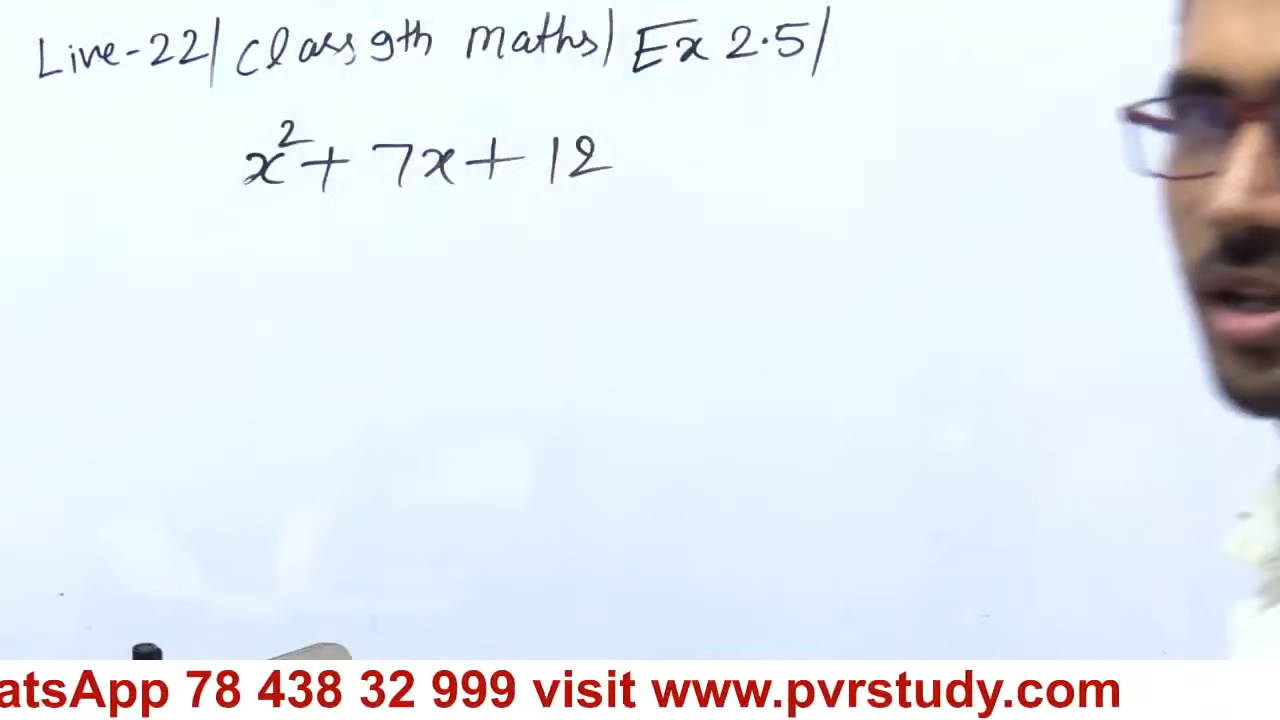 Live-22/ Class 9th maths/ Ex 2.5/
x² + 7x + 12
atsApp 78 438 32 999 visit www.pvrstudy.com